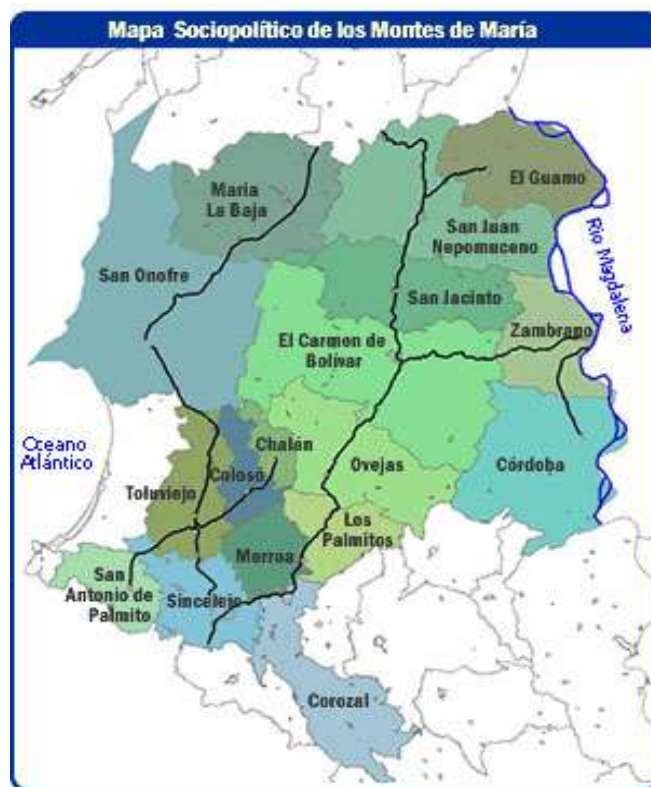 Mapa Sociopolítico de los Montes de María
El Guamo
María
La Baja
San Juan
Nepomuceno
Rio Magdalena
San Onofre
San Jacinto
Zambrano
El Carmen de
Bolívar
Oceano
Atlántico
Chalán
Colosó
Ovejas
Córdoba
Toluviejo
Los
Palmitos
Morroa
San
Antonio de
Palmito
Sincelejo
Corozal